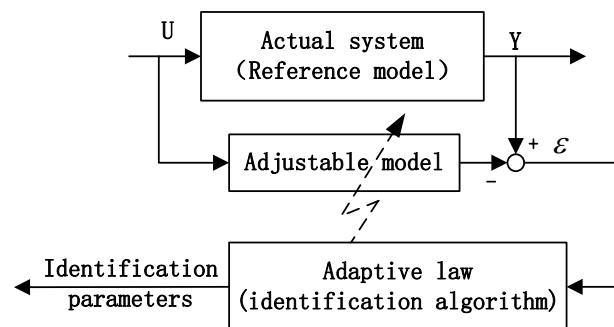 U
Actual system
(Reference model)
Y
Adjustable model
+
ε
-
Identification
parameters
Adaptive law
(identification algorithm)